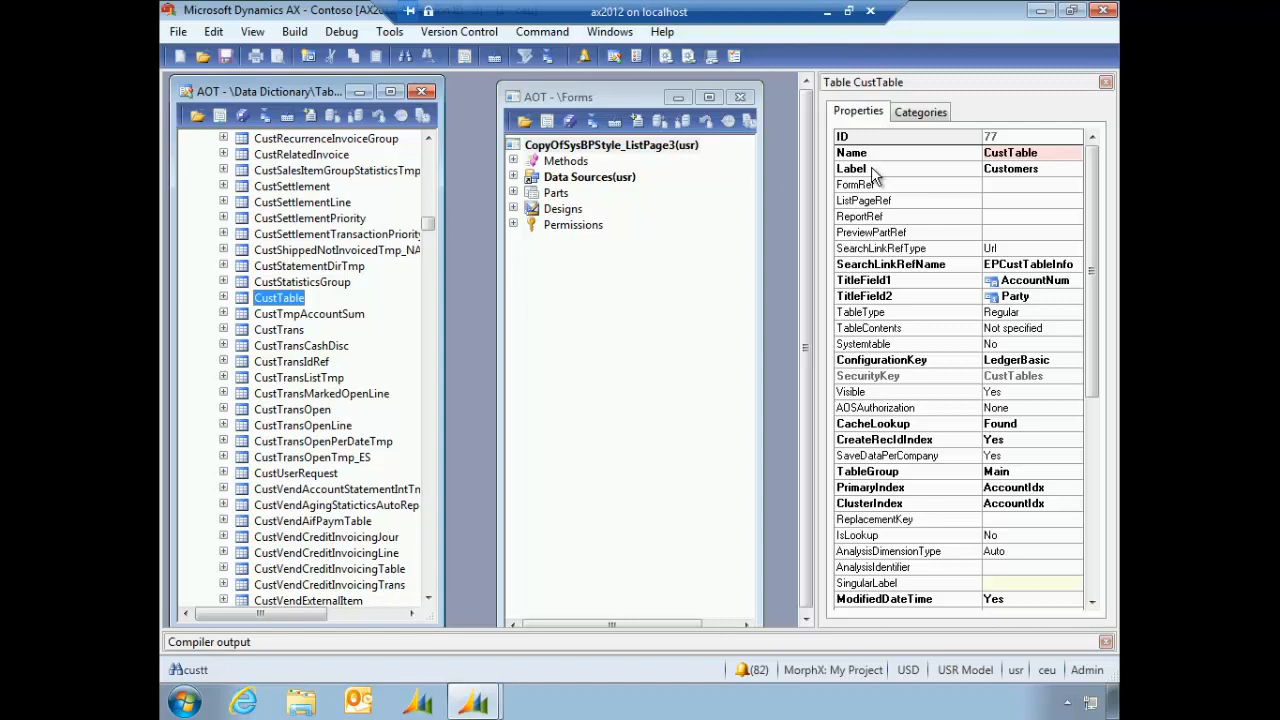 Microsoft Dynamics AX - Contoso [AX20
ax2012 on localhost
File Edit View Build Debug Tools Version Control Command Windows Help
AOT - \Data Dictionary\Tab...
CustRecurrenceInvoiceGroup
CustRelatedInvoice
CustSalesItemGroupStatisticsTmp
CustSettlement
CustSettlementLine
CustSettlementPriority
CustSettlementTransactionPriority
CustShippedNotInvoicedTmp_NA
CustStatementDirTmp
CustStatisticsGroup
CustTable
CustTmpAccountSum
CustTrans
CustTransCashDisc
CustTransIdRef
CustTransListTmp
CustTransMarkedOpenLine
CustTransOpen
CustTransOpenLine
CustTransOpenPerDateTmp
CustTransOpenTmp_ES
CustUserRequest
CustVendAccountStatementIntTm
CustVendAgingStaticticsAutoRep
CustVendAifPaymTable
CustVendCreditInvoicingJour
CustVendCreditInvoicingLine
CustVendCreditInvoicingTable
CustVendCreditInvoicingTrans
CustVendExternalItem
AOT - \Forms
CopyOfSysBPStyle_ListPage3(usr)
Methods
Data Sources(usr)
Parts
Designs
Permissions
Table CustTable
Properties Categories
ID 77
Name CustTable
Label Customers
FormRef
ListPageRef
ReportRef
PreviewPartRef
SearchLinkRefType Url
SearchLinkRefName EPCustTableInfo
TitleField1 AccountNum
TitleField2 Party
TableType Regular
TableContents Not specified
Systemtable No
ConfigurationKey LedgerBasic
SecurityKey CustTables
Visible Yes
AOSAuthorization None
CacheLookup Found
CreateRecIdIndex Yes
SaveDataPerCompany Yes
TableGroup Main
PrimaryIndex AccountIdx
ClusterIndex AccountIdx
ReplacementKey
IsLookup No
AnalysisDimensionType Auto
AnalysisIdentifier
SingularLabel
ModifiedDateTime Yes
Compiler output
custt
(82) MorphX: My Project USD USR Model usr ceu Admin